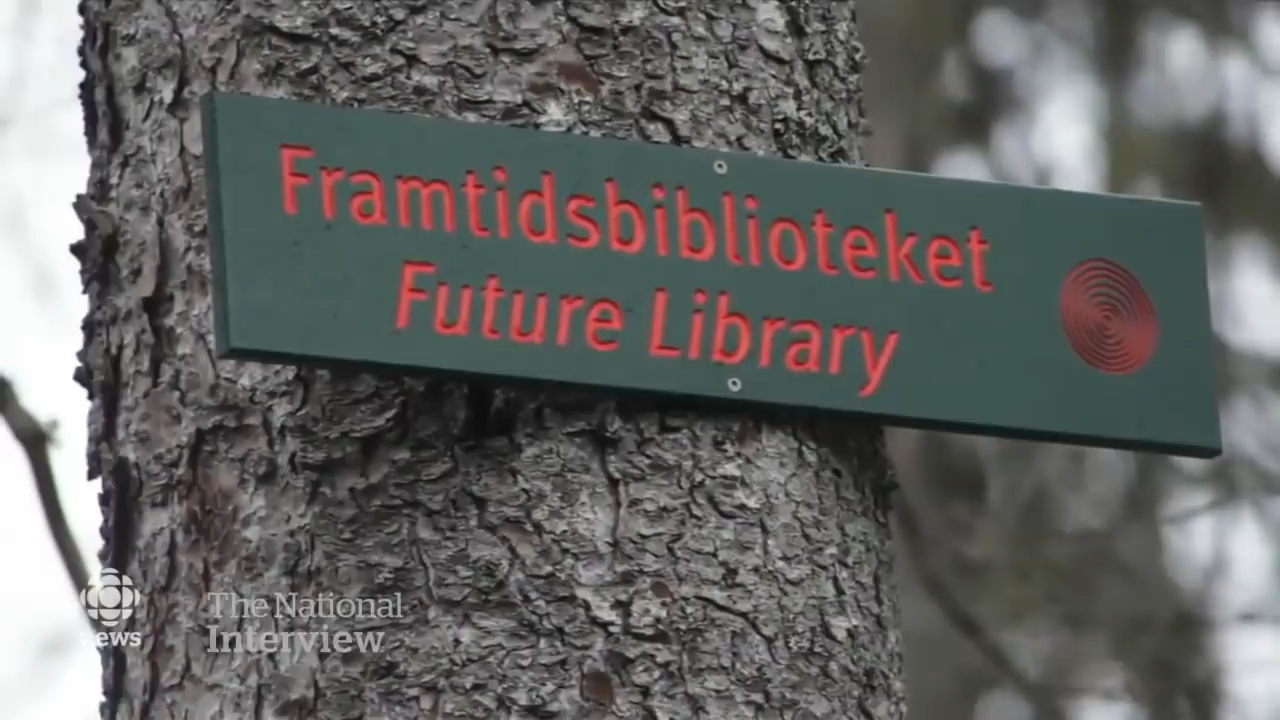 Framtidsbiblioteket
Future Library
The National
Interview
NEWS